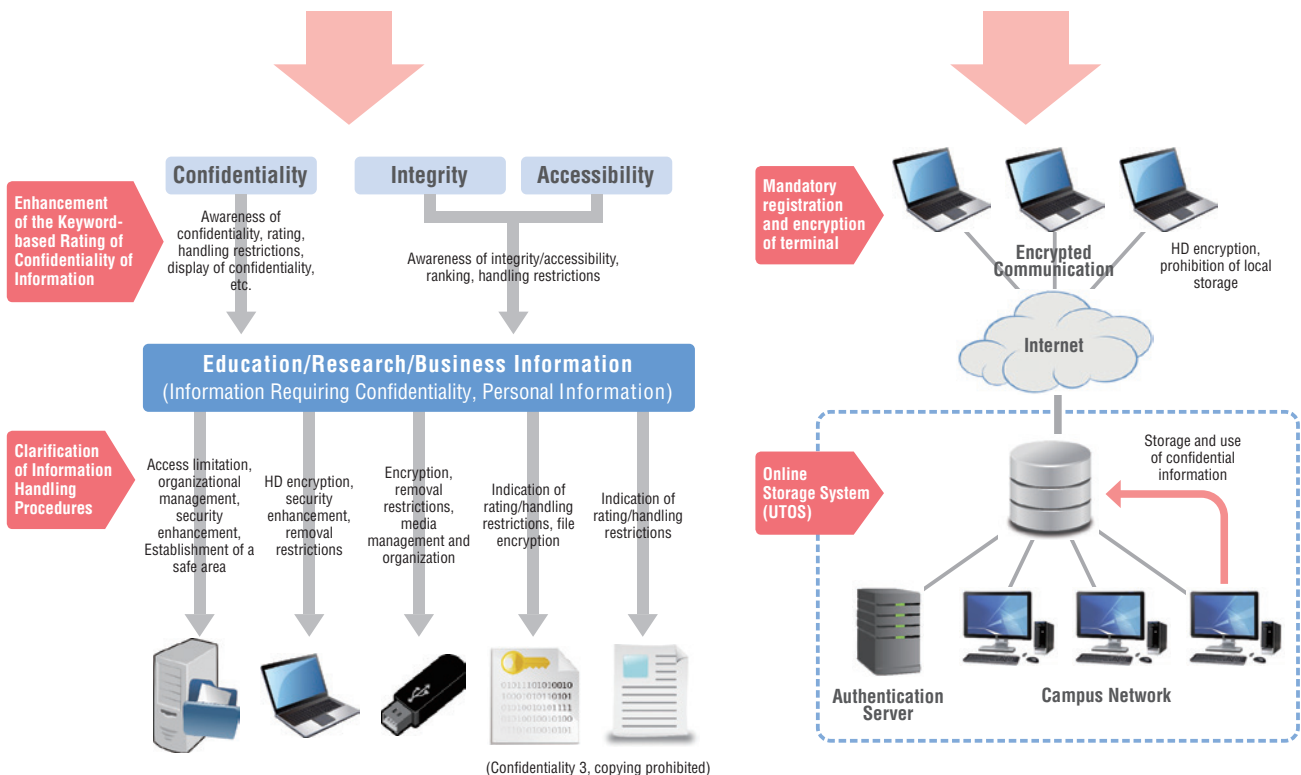 Confidentiality
Integrity
Accessibility
Enhancement
of the Keyword-
based Rating of
Confidentiality of
Information
Awareness of
confidentiality, rating,
handling restrictions,
display of confidentiality,
etc.
Awareness of integrity/accessibility,
ranking, handling restrictions
Education/Research/Business Information
(Information Requiring Confidentiality, Personal Information)
Clarification
of Information
Handling
Procedures
Access limitation,
organizational
management,
security
enhancement,
Establishment of a
safe area
HD encryption,
security
enhancement,
removal
restrictions
Encryption,
removal
restrictions,
media
management and
organization
Indication of
rating/handling
restrictions, file
encryption
Indication of
rating/handling
restrictions
01011101010010
10001010110101
01010010101111
01010010010100
01010010010101
(Confidentiality 3, copying prohibited)
Mandatory
registration
and encryption
of terminal
Encrypted
Communication
HD encryption,
prohibition of local
storage
Internet
Online
Storage System
(UTOS)
Storage and use
of confidential
information
Authentication
Server
Campus Network